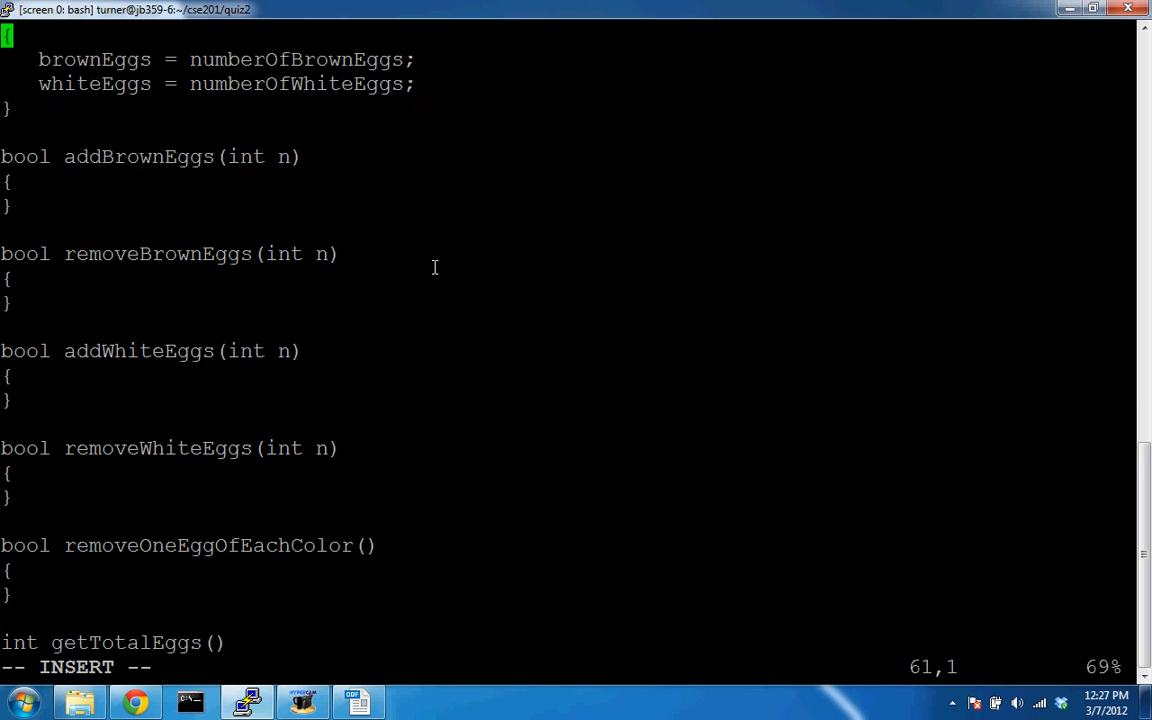 [screen 0: bash] turner@jb359-6:~/cse201/quiz2
{
brownEggs = numberOfBrownEggs;
whiteEggs = numberOfWhiteEggs;
}
bool addBrownEggs(int n)
{
}
bool removeBrownEggs(int n)
{
}
bool addWhiteEggs(int n)
{
}
bool removeWhiteEggs(int n)
{
}
bool removeOneEggOfEachColor()
{
}
int getTotalEggs()
-- INSERT --                61,1                69%
HYPERCAM
ODF
12:27 PM
3/7/2012